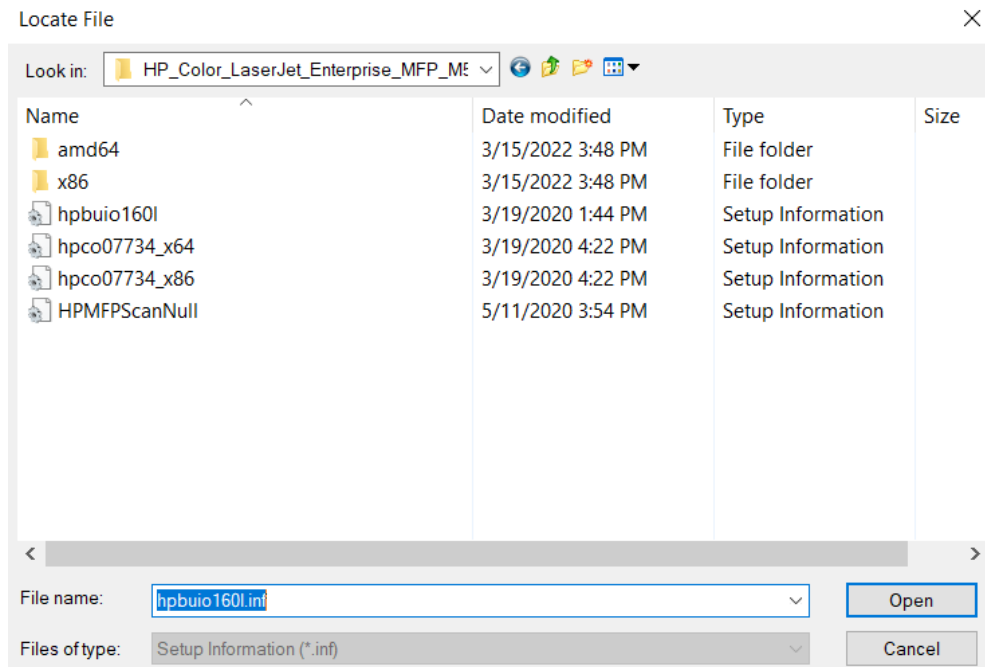 Locate File
Look in: HP_Color_LaserJet_Enterprise_MFP_M5
Name Date modified Type Size
amd64 3/15/2022 3:48 PM File folder
x86 3/15/2022 3:48 PM File folder
hpbuio160l 3/19/2020 1:44 PM Setup Information
hpco07734_x64 3/19/2020 4:22 PM Setup Information
hpco07734_x86 3/19/2020 4:22 PM Setup Information
HPMFPScanNull 5/11/2020 3:54 PM Setup Information
File name: hpbuio160l.inf Open
Files of type: Setup Information (*.inf) Cancel